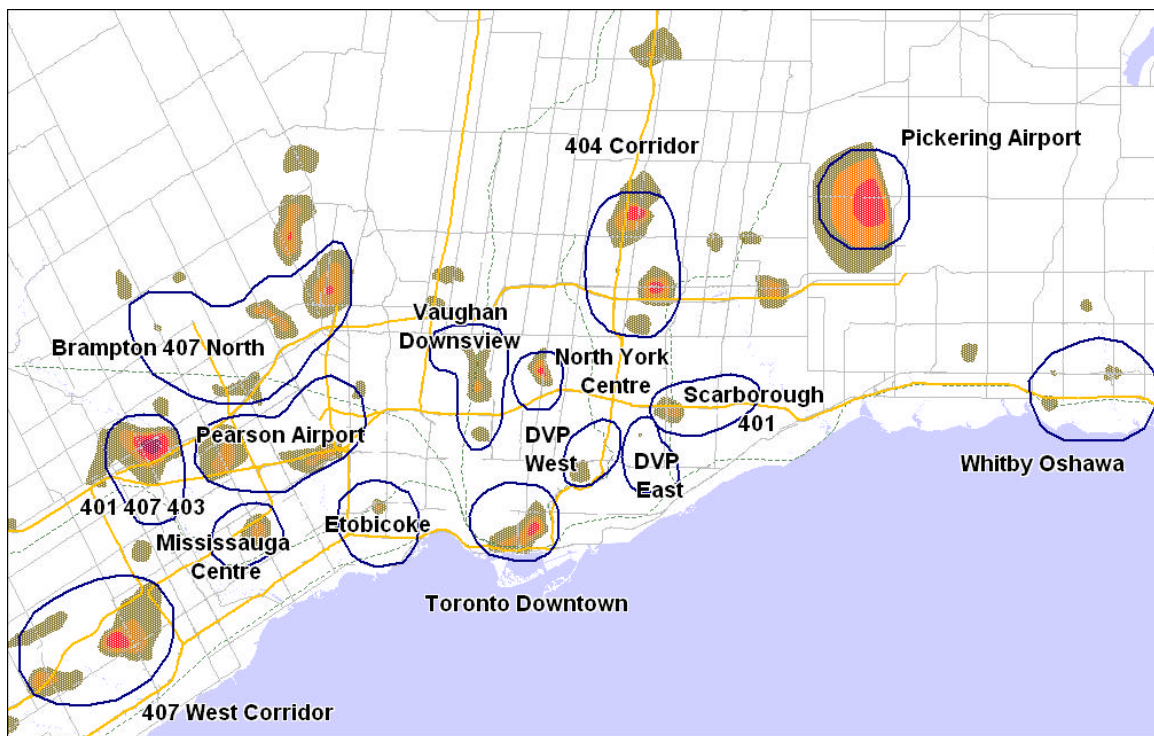 Pickering Airport
404 Corridor
Vaughan
Downsview
Brampton 407 North
North York
Centre
Scarborough
401
Pearson Airport
DVP
West
DVP
East
Whitby Oshawa
401 407 403
Etobicoke
Mississauga
Centre
Toronto Downtown
407 West Corridor